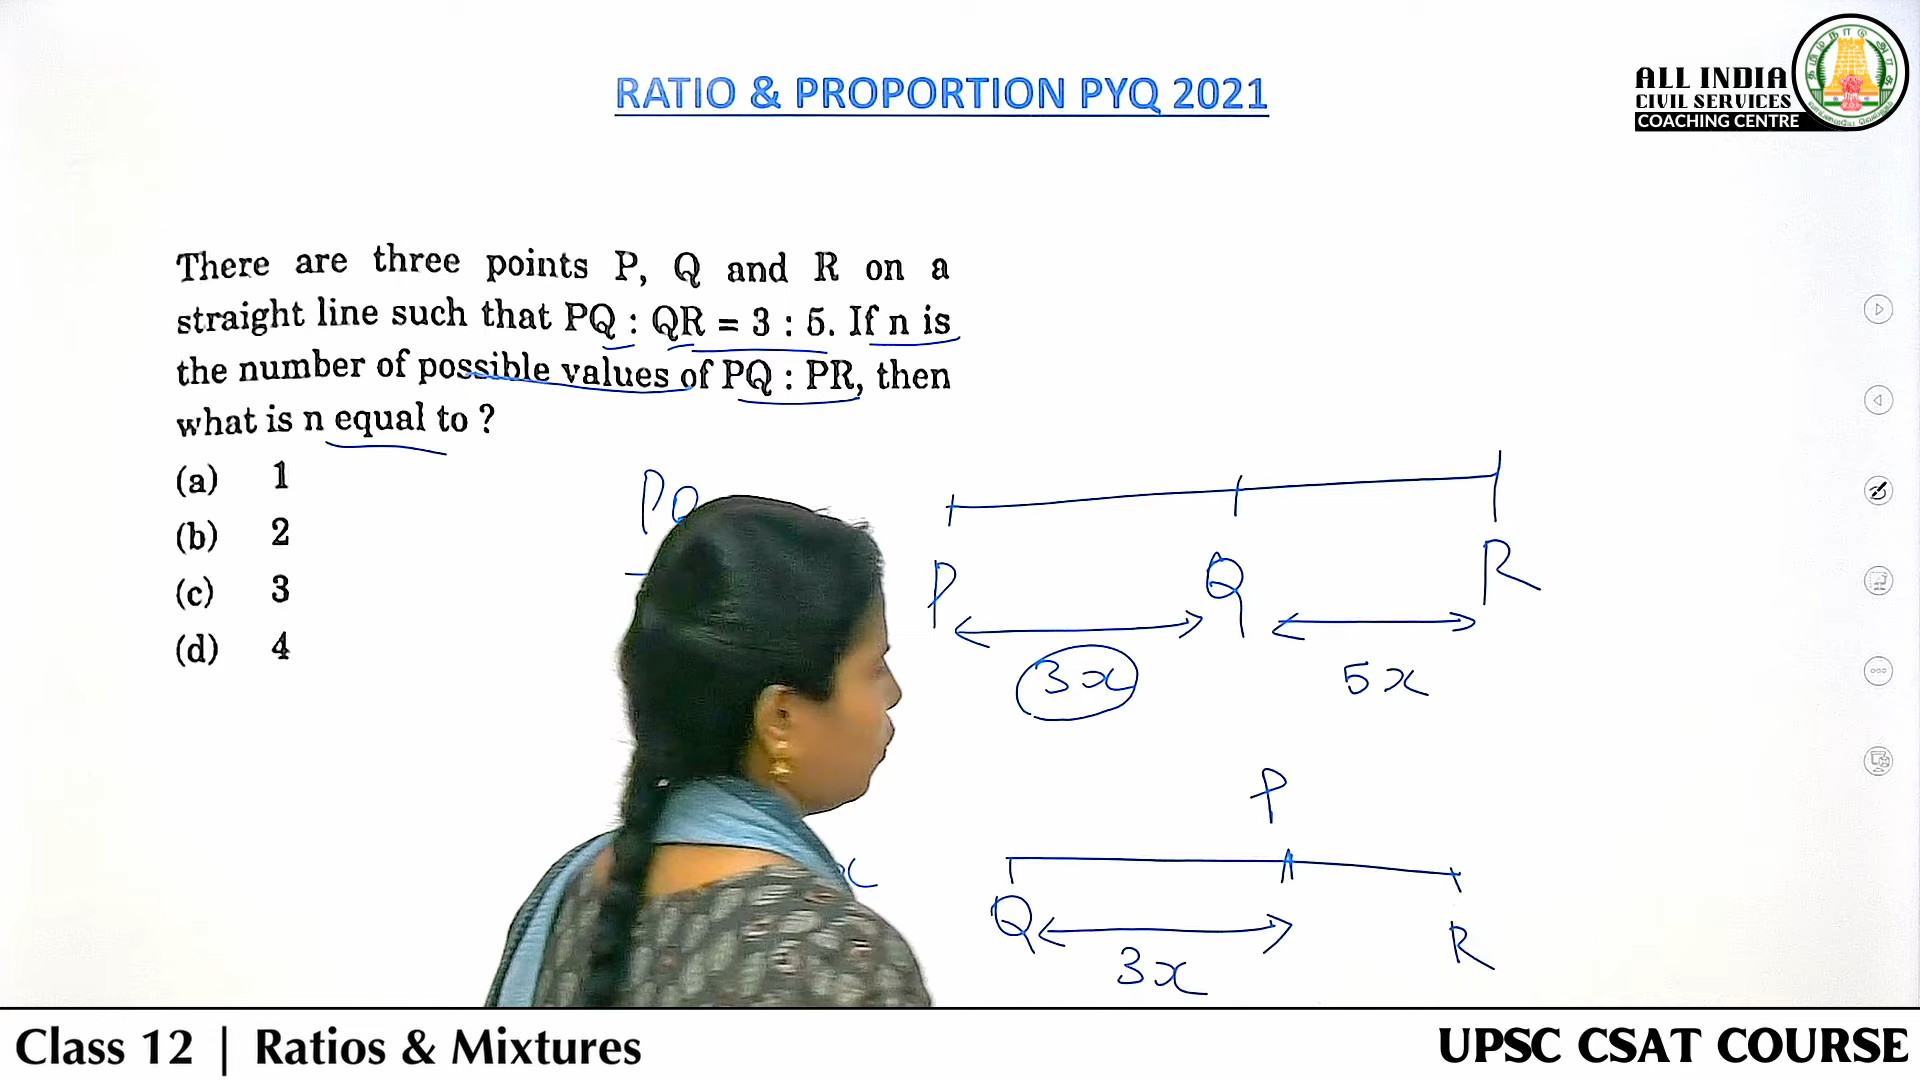 RATIO & PROPORTION PYQ 2021
ALL INDIA
CIVIL SERVICES
COACHING CENTRE
There are three points P, Q and R on a
straight line such that PQ : QR = 3 : 5. If n is
the number of possible values of PQ : PR, then
what is n equal to ?
(a) 1
(b) 2
(c) 3
(d) 4
PQ
P Q R
3x 5x
P
x
Q R
3x
Class 12 | Ratios & Mixtures
UPSC CSAT COURSE